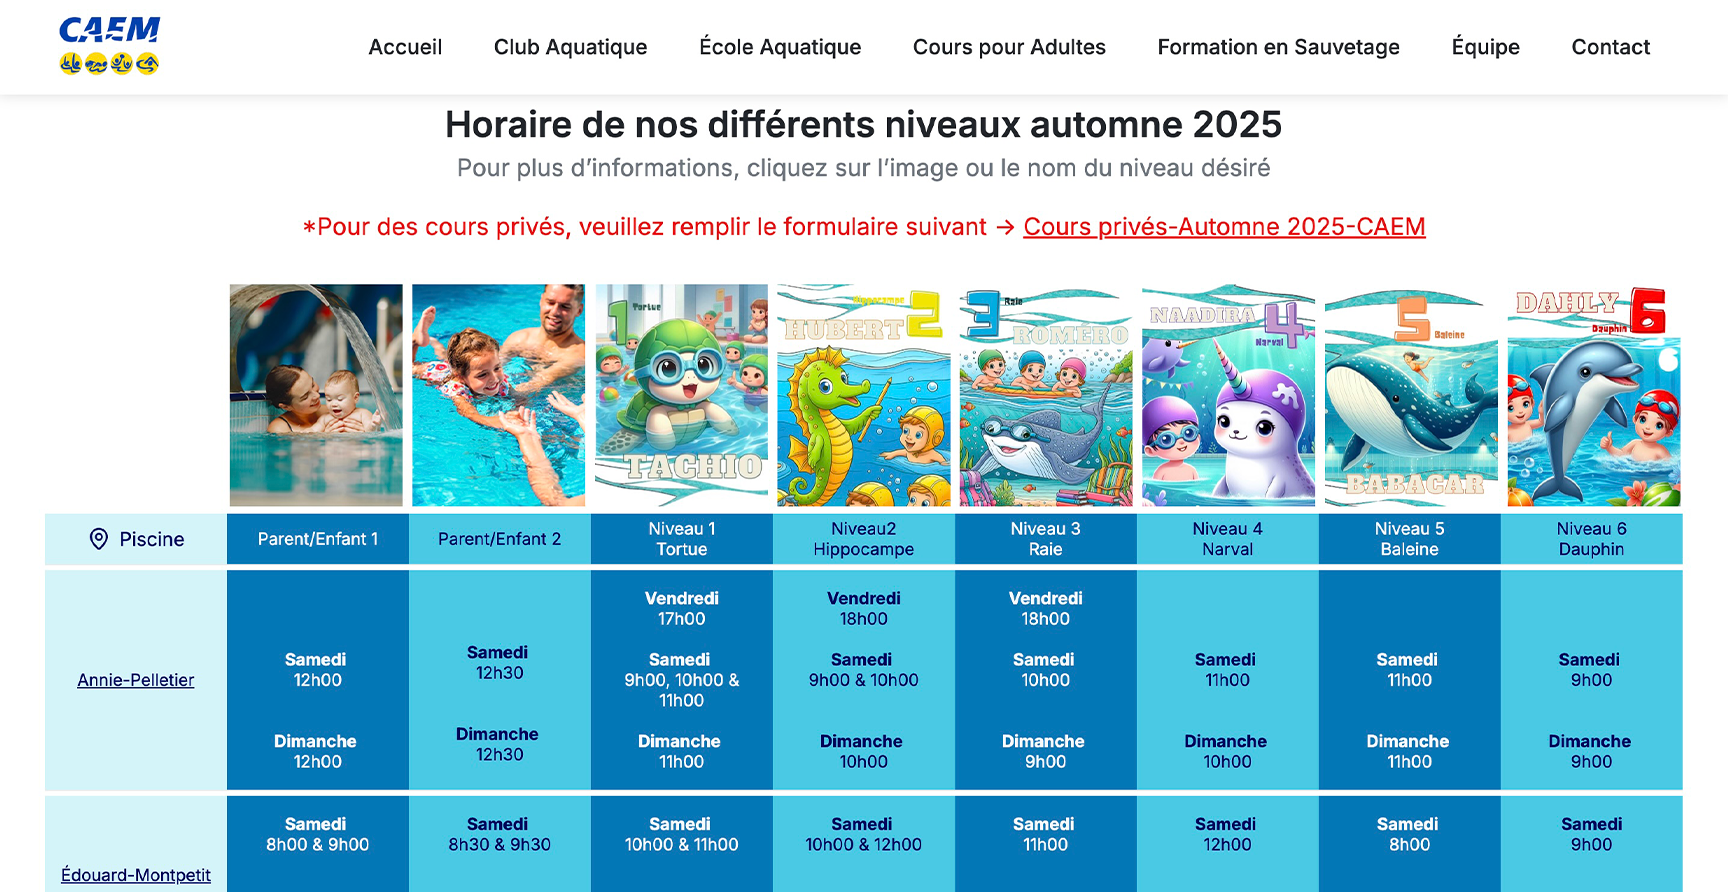 CAEM
Accueil
Club Aquatique
École Aquatique
Cours pour Adultes
Formation en Sauvetage
Équipe
Contact
Horaire de nos différents niveaux automne 2025
Pour plus d’informations, cliquez sur l’image ou le nom du niveau désiré
*Pour des cours privés, veuillez remplir le formulaire suivant → Cours privés-Automne 2025-CAEM
1 Tortue
TACHIO
Hippocampe 2
HUBERT
3 Raie
ROMERO
NAADIRA 4
Narval
5 Baleine
BABACAR
DAHLY 6
Dauphin
Piscine
Parent/Enfant 1
Parent/Enfant 2
Niveau 1
Tortue
Niveau2
Hippocampe
Niveau 3
Raie
Niveau 4
Narval
Niveau 5
Baleine
Niveau 6
Dauphin
Annie-Pelletier
Samedi
12h00
Dimanche
12h00
Samedi
12h30
Dimanche
12h30
Vendredi
17h00
Samedi
9h00, 10h00 &
11h00
Dimanche
11h00
Vendredi
18h00
Samedi
9h00 & 10h00
Dimanche
10h00
Vendredi
18h00
Samedi
10h00
Dimanche
9h00
Samedi
11h00
Dimanche
10h00
Samedi
11h00
Dimanche
11h00
Samedi
9h00
Dimanche
9h00
Édouard-Montpetit
Samedi
8h00 & 9h00
Samedi
8h30 & 9h30
Samedi
10h00 & 11h00
Samedi
10h00 & 12h00
Samedi
11h00
Samedi
12h00
Samedi
8h00
Samedi
9h00